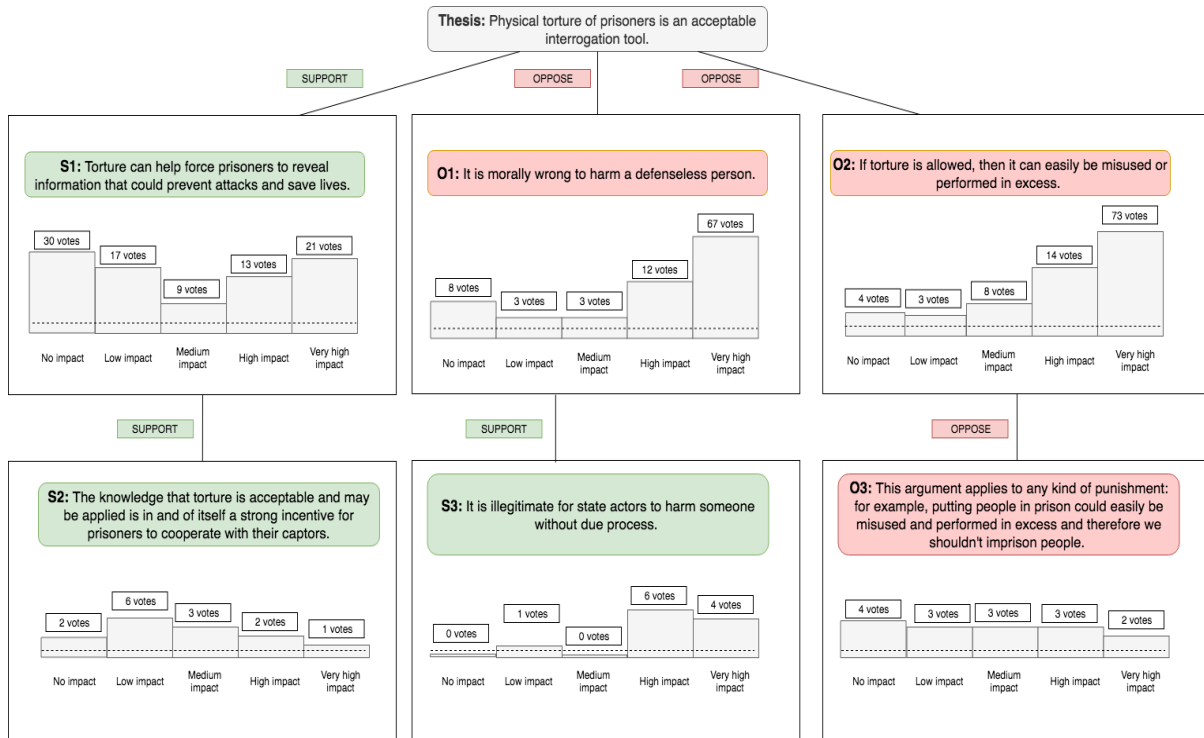 Thesis: Physical torture of prisoners is an acceptable
interrogation tool.
SUPPORT
OPPOSE
OPPOSE
S1: Torture can help force prisoners to reveal
information that could prevent attacks and save lives.
30 votes
17 votes
9 votes
13 votes
21 votes
No impact
Low impact
Medium
impact
High impact
Very high
impact
O1: It is morally wrong to harm a defenseless person.
8 votes
3 votes
3 votes
12 votes
67 votes
No impact
Low impact
Medium
impact
High impact
Very high
impact
O2: If torture is allowed, then it can easily be misused or
performed in excess.
4 votes
3 votes
8 votes
14 votes
73 votes
No impact
Low impact
Medium
impact
High impact
Very high
impact
SUPPORT
SUPPORT
OPPOSE
S2: The knowledge that torture is acceptable and may
be applied is in and of itself a strong incentive for
prisoners to cooperate with their captors.
2 votes
6 votes
3 votes
2 votes
1 votes
No impact
Low impact
Medium
impact
High impact
Very high
impact
S3: It is illegitimate for state actors to harm someone
without due process.
0 votes
1 votes
0 votes
6 votes
4 votes
No impact
Low impact
Medium
impact
High impact
Very high
impact
O3: This argument applies to any kind of punishment:
for example, putting people in prison could easily be
misused and performed in excess and therefore we
shouldn't imprison people.
4 votes
3 votes
3 votes
3 votes
2 votes
No impact
Low impact
Medium
impact
High impact
Very high
impact